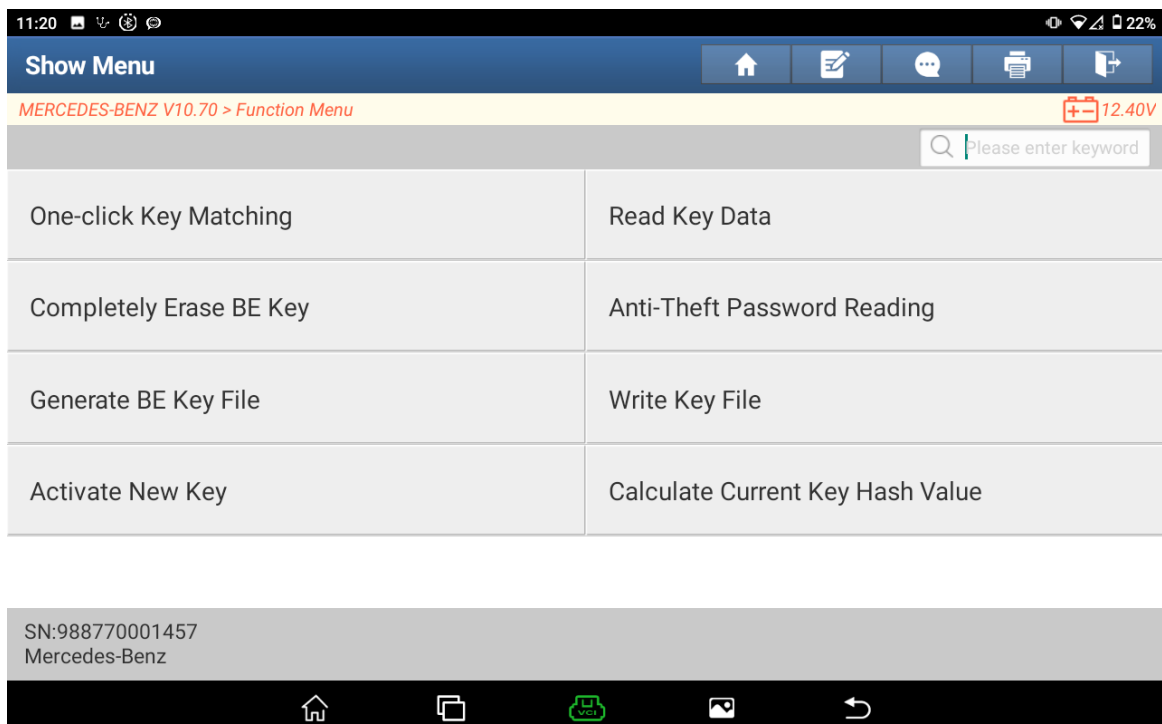 11:20 22%
Show Menu
MERCEDES-BENZ V10.70 > Function Menu 12.40V
Please enter keyword
One-click Key Matching Read Key Data
Completely Erase BE Key Anti-Theft Password Reading
Generate BE Key File Write Key File
Activate New Key Calculate Current Key Hash Value
SN:988770001457
Mercedes-Benz
VCI